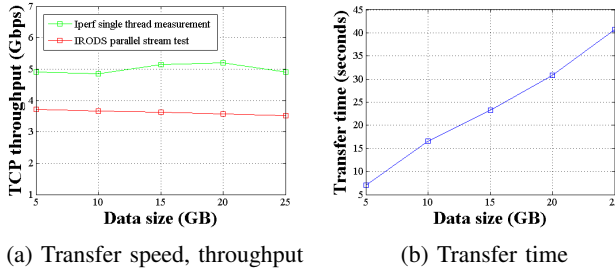 Iperf single thread measurement
IRODS parallel stream test
TCP throughput (Gbps)
7
6
5
4
3
2
1
5 10 15 20 25
Data size (GB)
(a) Transfer speed, throughput
Transfer time (seconds)
45
40
35
30
25
20
15
10
5
5 10 15 20 25
Data size (GB)
(b) Transfer time